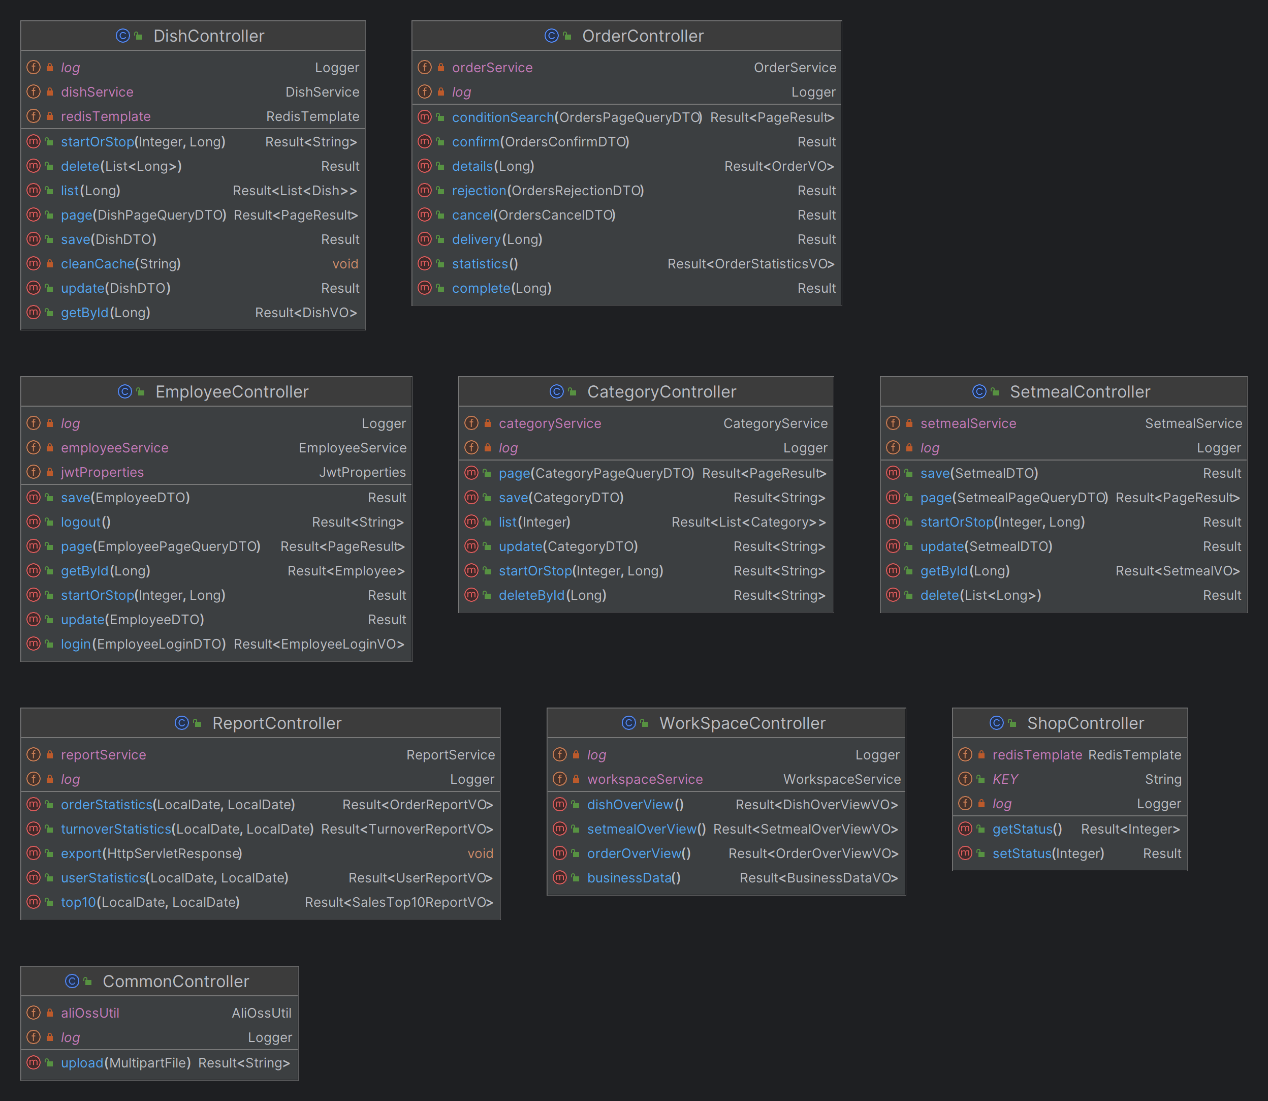 DishController
log Logger
dishService DishService
redisTemplate RedisTemplate
startOrStop(Integer, Long) Result<String>
delete(List<Long>) Result
list(Long) Result<List<Dish>>
page(DishPageQueryDTO) Result<PageResult>
save(DishDTO) Result
cleanCache(String) void
update(DishDTO) Result
getById(Long) Result<DishVO>
OrderController
orderService OrderService
log Logger
conditionSearch(OrdersPageQueryDTO) Result<PageResult>
confirm(OrdersConfirmDTO) Result
details(Long) Result<OrderVO>
rejection(OrdersRejectionDTO) Result
cancel(OrdersCancelDTO) Result
delivery(Long) Result
statistics() Result<OrderStatisticsVO>
complete(Long) Result
EmployeeController
log Logger
employeeService EmployeeService
jwtProperties JwtProperties
save(EmployeeDTO) Result
logout() Result<String>
page(EmployeePageQueryDTO) Result<PageResult>
getById(Long) Result<Employee>
startOrStop(Integer, Long) Result
update(EmployeeDTO) Result
login(EmployeeLoginDTO) Result<EmployeeLoginVO>
CategoryController
categoryService CategoryService
log Logger
page(CategoryPageQueryDTO) Result<PageResult>
save(CategoryDTO) Result<String>
list(Integer) Result<List<Category>>
update(CategoryDTO) Result<String>
startOrStop(Integer, Long) Result<String>
deleteById(Long) Result<String>
SetmealController
setmealService SetmealService
log Logger
save(SetmealDTO) Result
page(SetmealPageQueryDTO) Result<PageResult>
startOrStop(Integer, Long) Result
update(SetmealDTO) Result
getById(Long) Result<SetmealVO>
delete(List<Long>) Result
ReportController
reportService ReportService
log Logger
orderStatistics(LocalDate, LocalDate) Result<OrderReportVO>
turnoverStatistics(LocalDate, LocalDate) Result<TurnoverReportVO>
export(HttpServletResponse) void
userStatistics(LocalDate, LocalDate) Result<UserReportVO>
top10(LocalDate, LocalDate) Result<SalesTop10ReportVO>
WorkSpaceController
log Logger
workspaceService WorkspaceService
dishOverView() Result<DishOverViewVO>
setmealOverView() Result<SetmealOverViewVO>
orderOverView() Result<OrderOverViewVO>
businessData() Result<BusinessDataVO>
ShopController
redisTemplate RedisTemplate
KEY String
log Logger
getStatus() Result<Integer>
setStatus(Integer) Result
CommonController
aliOssUtil AliOssUtil
log Logger
upload(MultipartFile) Result<String>